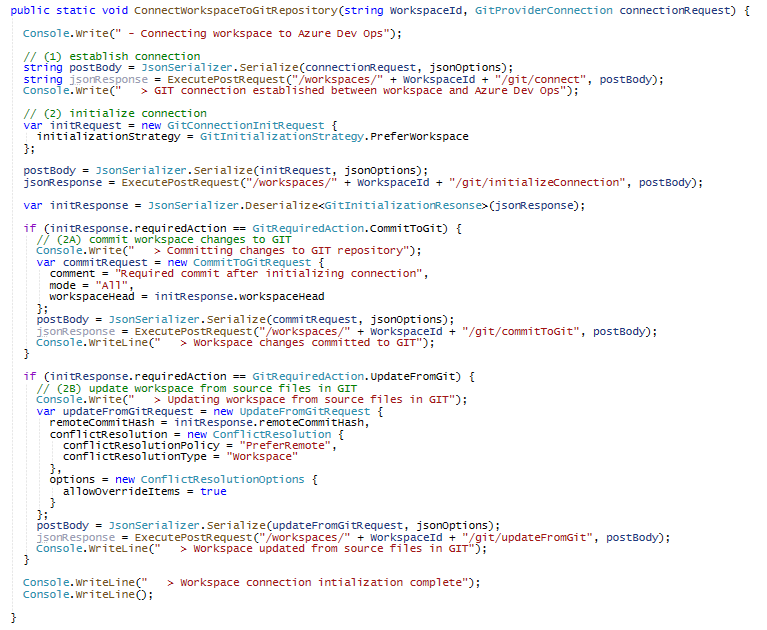 public static void ConnectWorkspaceToGitRepository(string WorkspaceId, GitProviderConnection connectionRequest) {
Console.Write(" - Connecting workspace to Azure Dev Ops");
// (1) establish connection
string postBody = JsonSerializer.Serialize(connectionRequest, jsonOptions);
string jsonResponse = ExecutePostRequest("/workspaces/" + WorkspaceId + "/git/connect", postBody);
Console.Write("   > GIT connection established between workspace and Azure Dev Ops");
// (2) initialize connection
var initRequest = new GitConnectionInitRequest {
initializationStrategy = GitInitializationStrategy.PreferWorkspace
};
postBody = JsonSerializer.Serialize(initRequest, jsonOptions);
jsonResponse = ExecutePostRequest("/workspaces/" + WorkspaceId + "/git/initializeConnection", postBody);
var initResponse = JsonSerializer.Deserialize<GitInitializationResonse>(jsonResponse);
if (initResponse.requiredAction == GitRequiredAction.CommitToGit) {
// (2A) commit workspace changes to GIT
Console.Write("   > Committing changes to GIT repository");
var commitRequest = new CommitToGitRequest {
comment = "Required commit after initializing connection",
mode = "All",
workspaceHead = initResponse.workspaceHead
};
postBody = JsonSerializer.Serialize(commitRequest, jsonOptions);
jsonResponse = ExecutePostRequest("/workspaces/" + WorkspaceId + "/git/commitToGit", postBody);
Console.WriteLine("   > Workspace changes committed to GIT");
}
if (initResponse.requiredAction == GitRequiredAction.UpdateFromGit) {
// (2B) update workspace from source files in GIT
Console.Write("   > Updating workspace from source files in GIT");
var updateFromGitRequest = new UpdateFromGitRequest {
remoteCommitHash = initResponse.remoteCommitHash,
conflictResolution = new ConflictResolution {
conflictResolutionPolicy = "PreferRemote",
conflictResolutionType = "Workspace"
},
options = new ConflictResolutionOptions {
allowOverrideItems = true
}
};
postBody = JsonSerializer.Serialize(updateFromGitRequest, jsonOptions);
jsonResponse = ExecutePostRequest("/workspaces/" + WorkspaceId + "/git/updateFromGit", postBody);
Console.WriteLine("   > Workspace updated from source files in GIT");
}
Console.WriteLine("   > Workspace connection intialization complete");
Console.WriteLine();
}